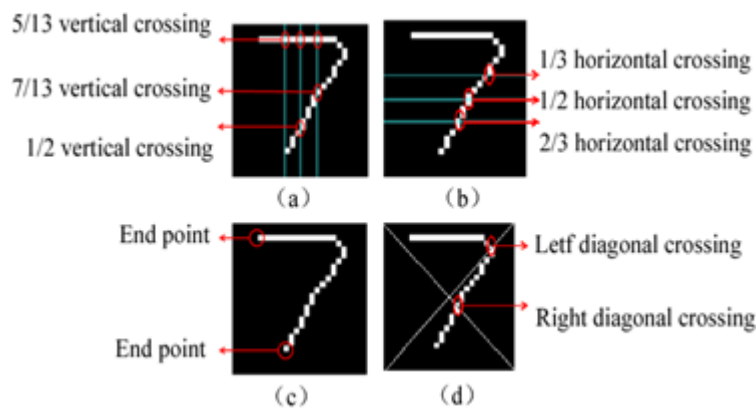 5/13 vertical crossing
7/13 vertical crossing
1/2 vertical crossing
1/3 horizontal crossing
1/2 horizontal crossing
2/3 horizontal crossing
(a)
(b)
End point
End point
Letf diagonal crossing
Right diagonal crossing
(c)
(d)